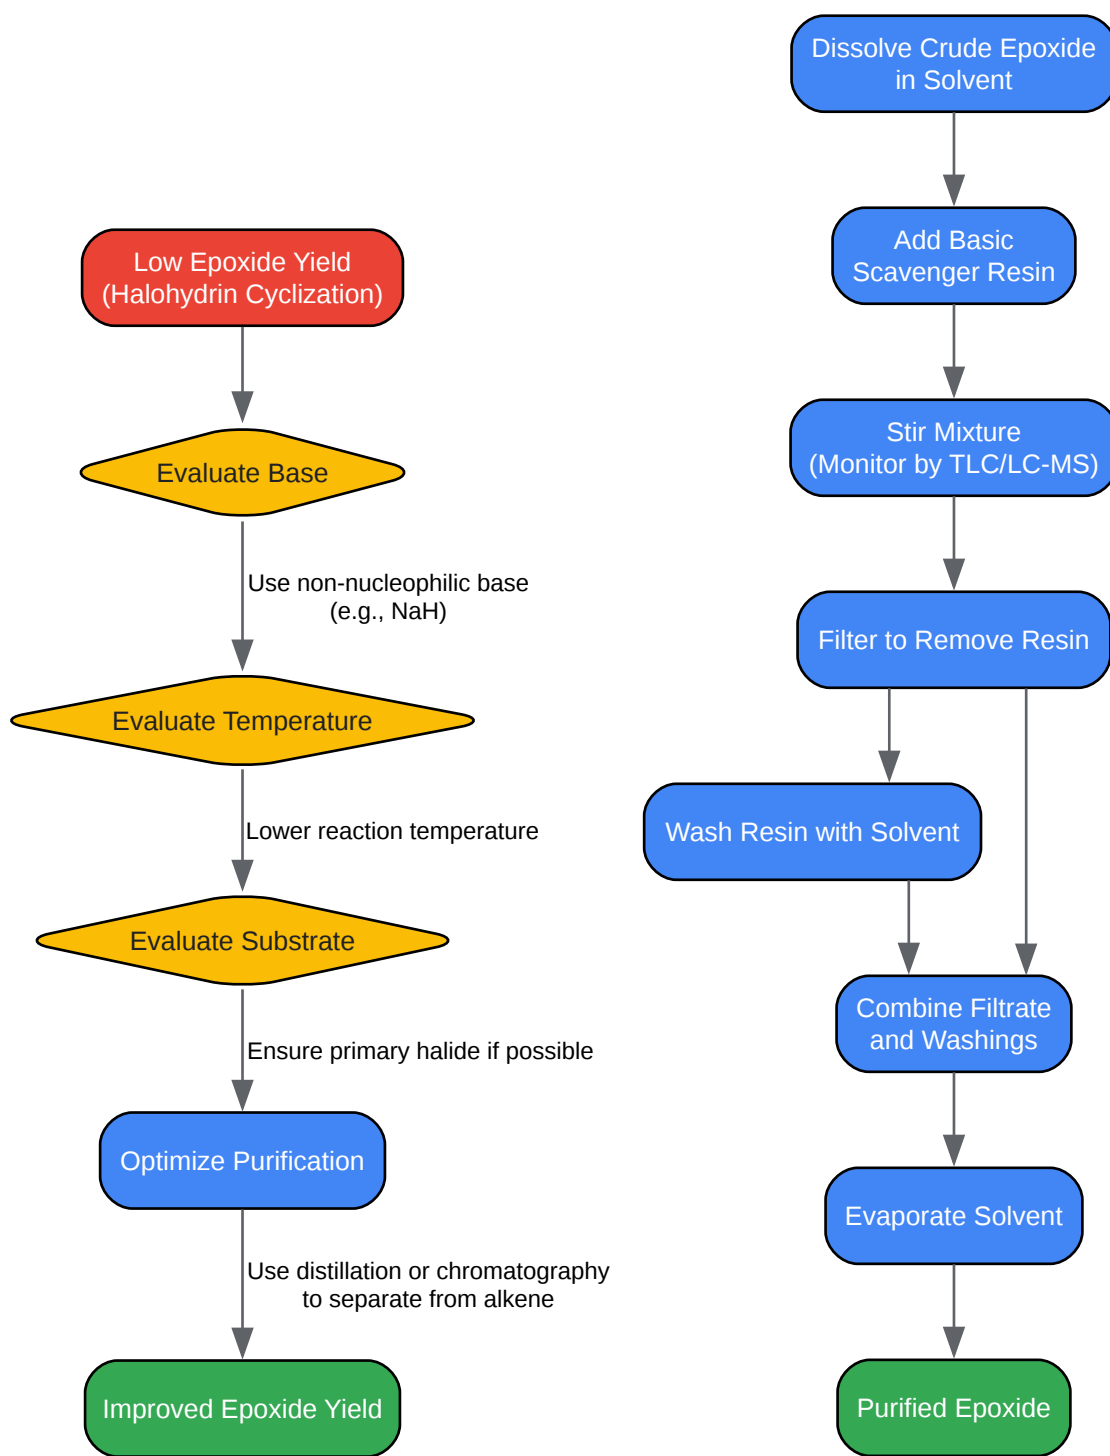 Low Epoxide Yield
(Halohydrin Cyclization)
Evaluate Base
Use non-nucleophilic base
(e.g., NaH)
Evaluate Temperature
Lower reaction temperature
Evaluate Substrate
Ensure primary halide if possible
Optimize Purification
Use distillation or chromatography
to separate from alkene
Improved Epoxide Yield
Dissolve Crude Epoxide
in Solvent
Add Basic
Scavenger Resin
Stir Mixture
(Monitor by TLC/LC-MS)
Filter to Remove Resin
Wash Resin with Solvent
Combine Filtrate
and Washings
Evaporate Solvent
Purified Epoxide